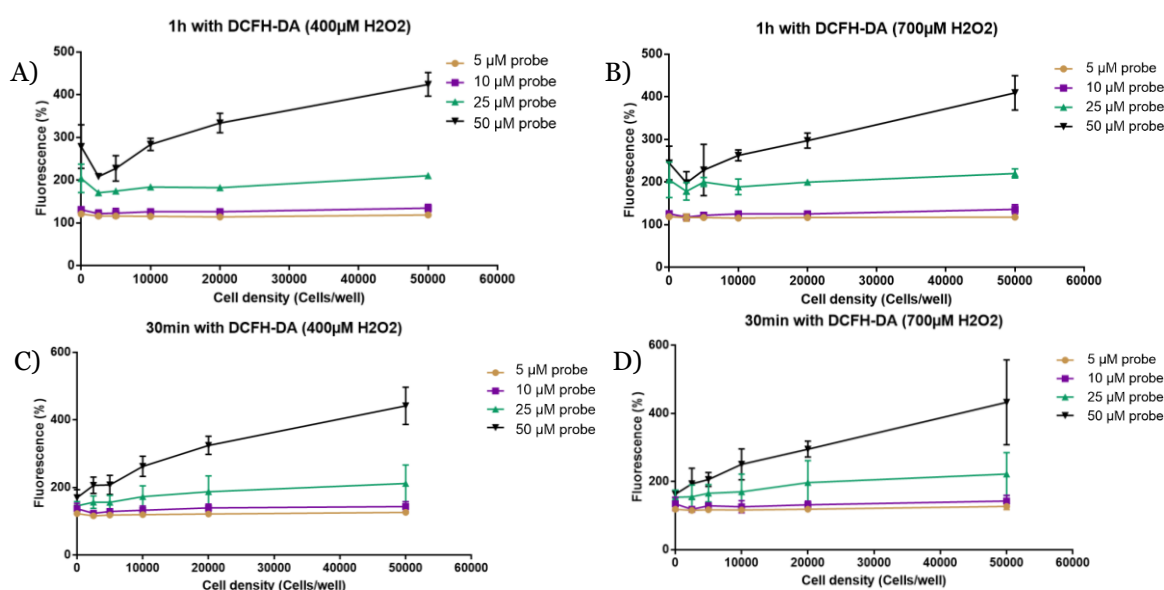 A)
1h with DCFH-DA (400µM H2O2)
Fluorescence (%)
500
400
300
200
100
0
0 10000 20000 30000 40000 50000 60000
Cell density (Cells/well)
5 µM probe
10 µM probe
25 µM probe
50 µM probe
B)
1h with DCFH-DA (700µM H2O2)
Fluorescence (%)
500
400
300
200
100
0
0 10000 20000 30000 40000 50000 60000
Cell density (Cells/well)
5 µM probe
10 µM probe
25 µM probe
50 µM probe
C)
30min with DCFH-DA (400µM H2O2)
Fluorescence (%)
600
400
200
0
0 10000 20000 30000 40000 50000 60000
Cell density (Cells/well)
5 µM probe
10 µM probe
25 µM probe
50 µM probe
D)
30min with DCFH-DA (700µM H2O2)
Fluorescence (%)
600
400
200
0
0 10000 20000 30000 40000 50000 60000
Cell density (Cells/well)
5 µM probe
10 µM probe
25 µM probe
50 µM probe